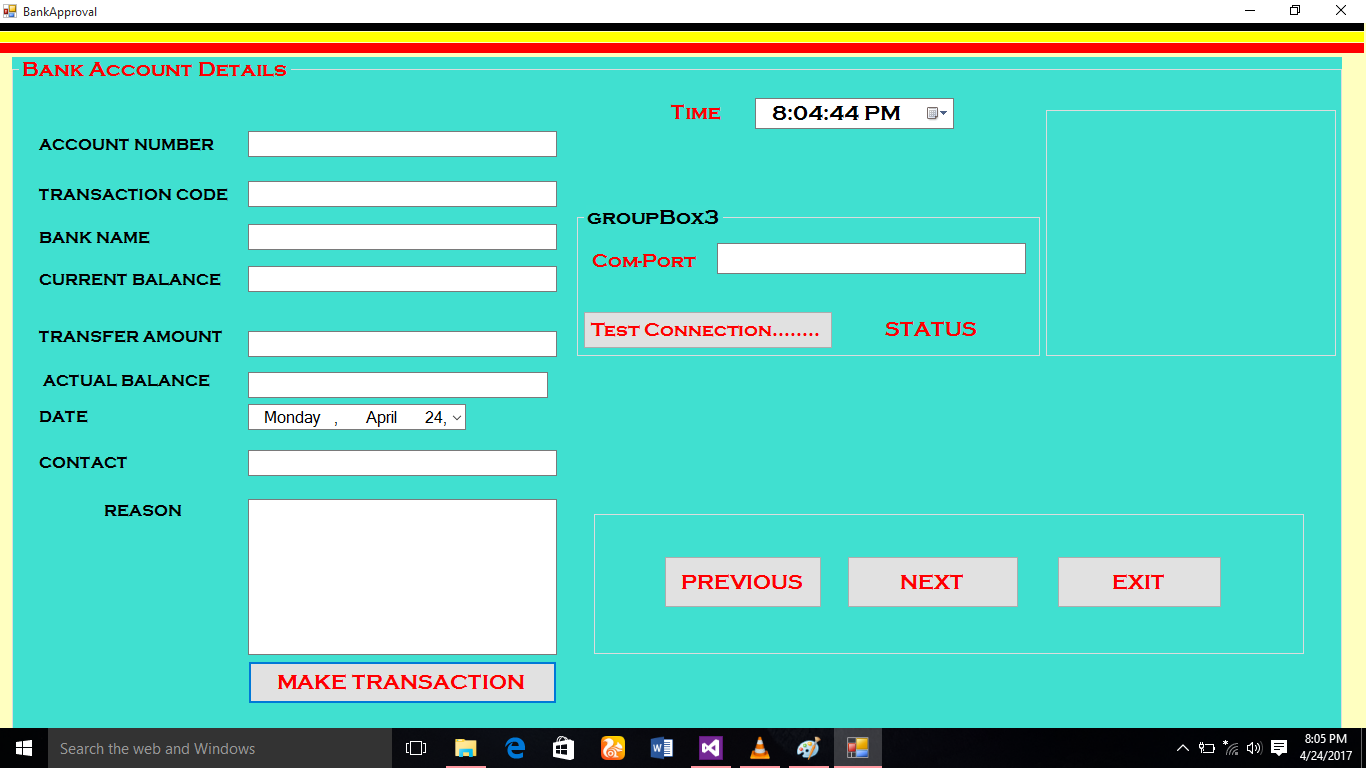 BankApproval
Bank Account Details
Time 8:04:44 PM
ACCOUNT NUMBER
TRANSACTION CODE
BANK NAME
CURRENT BALANCE
TRANSFER AMOUNT
ACTUAL BALANCE
DATE Monday , April 24,
CONTACT
REASON
MAKE TRANSACTION
groupBox3
Com-Port
Test Connection........ STATUS
PREVIOUS NEXT EXIT
Search the web and Windows
8:05 PM
4/24/2017